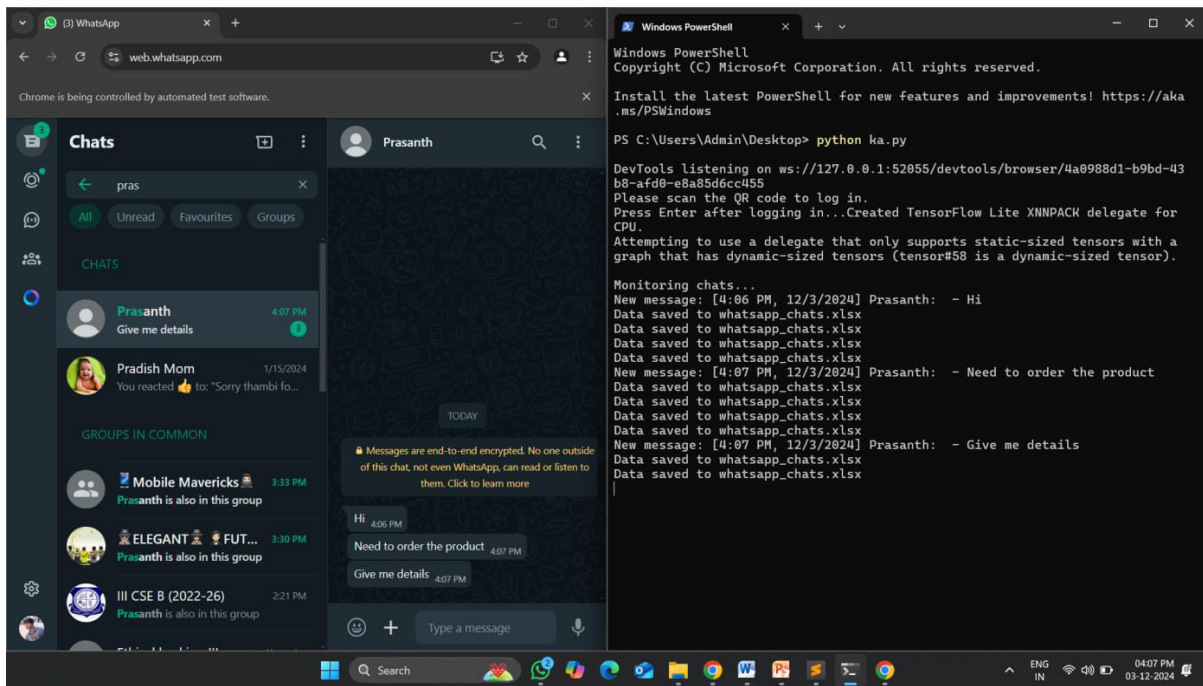 (3) WhatsApp
web.whatsapp.com
Chrome is being controlled by automated test software.
3
Chats
pras
All Unread Favourites Groups
CHATS
Prasanth 4:07 PM
Give me details 3
Pradish Mom 1/15/2024
You reacted 👍 to: "Sorry thambi fo...
GROUPS IN COMMON
Mobile Mavericks 3:33 PM
Prasanth is also in this group
ELEGANT FUT... 3:30 PM
Prasanth is also in this group
III CSE B (2022-26) 2:21 PM
Prasanth is also in this group
Prasanth
TODAY
Messages are end-to-end encrypted. No one outside
of this chat, not even WhatsApp, can read or listen to
them. Click to learn more
Hi 4:06 PM
Need to order the product 4:07 PM
Give me details 4:07 PM
Type a message
Windows PowerShell
Windows PowerShell
Copyright (C) Microsoft Corporation. All rights reserved.
Install the latest PowerShell for new features and improvements! https://aka
.ms/PSWindows
PS C:\Users\Admin\Desktop> python ka.py
DevTools listening on ws://127.0.0.1:52055/devtools/browser/4a0988d1-b9bd-43
b8-afd0-e8a85d6cc455
Please scan the QR code to log in.
Press Enter after logging in...Created TensorFlow Lite XNNPACK delegate for
CPU.
Attempting to use a delegate that only supports static-sized tensors with a
graph that has dynamic-sized tensors (tensor#58 is a dynamic-sized tensor).
Monitoring chats...
New message: [4:06 PM, 12/3/2024] Prasanth:  - Hi
Data saved to whatsapp_chats.xlsx
Data saved to whatsapp_chats.xlsx
Data saved to whatsapp_chats.xlsx
Data saved to whatsapp_chats.xlsx
New message: [4:07 PM, 12/3/2024] Prasanth:  - Need to order the product
Data saved to whatsapp_chats.xlsx
Data saved to whatsapp_chats.xlsx
Data saved to whatsapp_chats.xlsx
Data saved to whatsapp_chats.xlsx
New message: [4:07 PM, 12/3/2024] Prasanth:  - Give me details
Data saved to whatsapp_chats.xlsx
Data saved to whatsapp_chats.xlsx
Search
2
ENG
IN
04:07 PM
03-12-2024